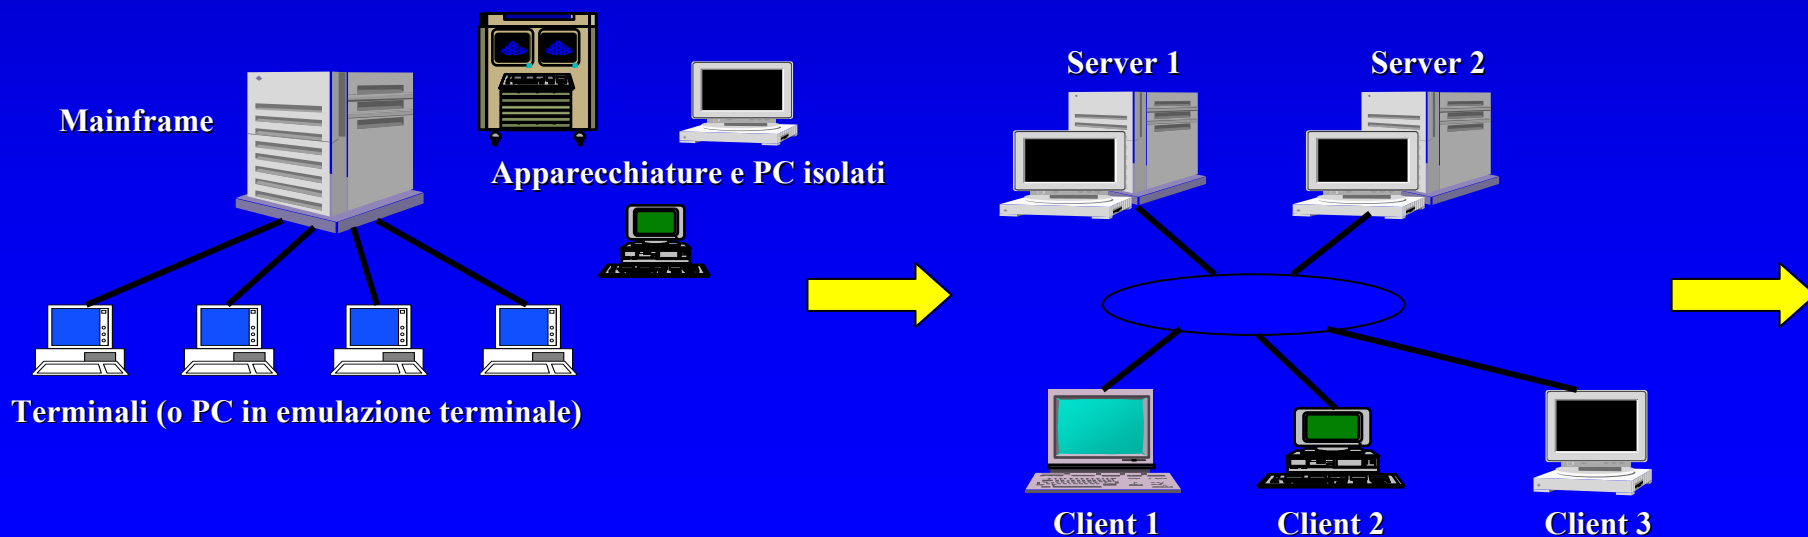 Mainframe
Apparecchiature e PC isolati
Terminali (o PC in emulazione terminale)
Server 1
Server 2
Client 1
Client 2
Client 3